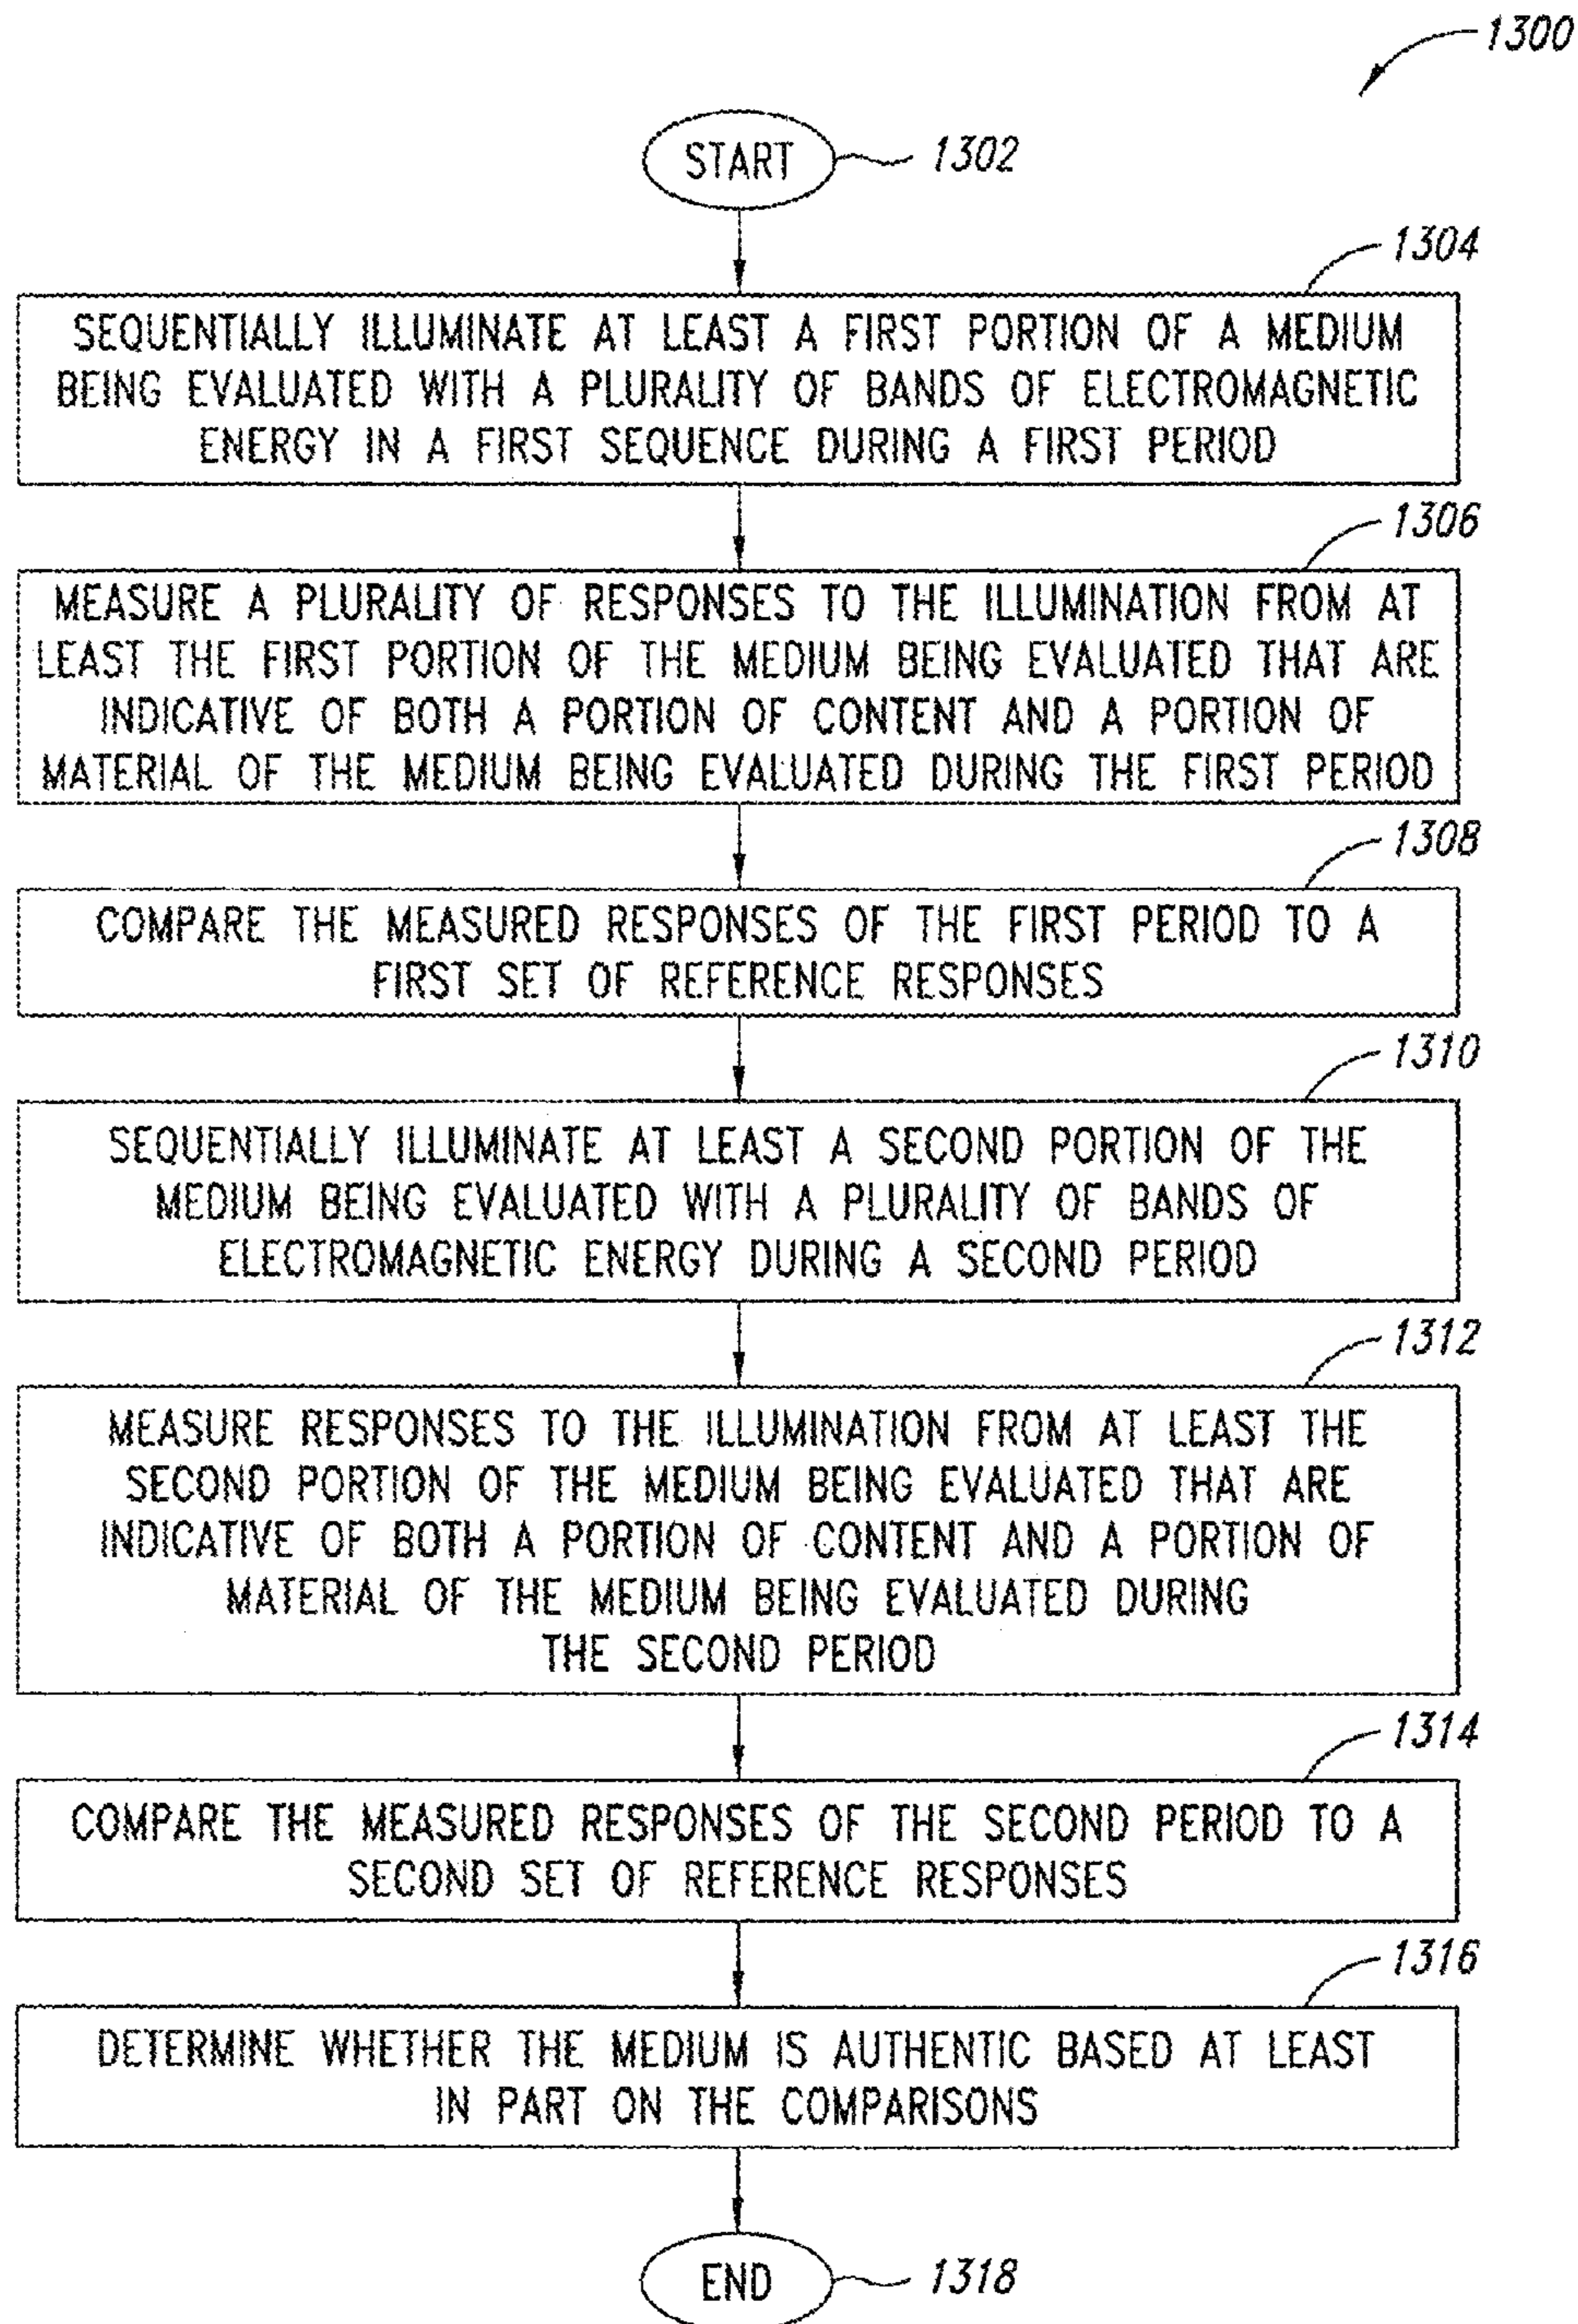 1300
START 1302
1304
SEQUENTIALLY ILLUMINATE AT LEAST A FIRST PORTION OF A MEDIUM
BEING EVALUATED WITH A PLURALITY OF BANDS OF ELECTROMAGNETIC
ENERGY IN A FIRST SEQUENCE DURING A FIRST PERIOD
1306
MEASURE A PLURALITY OF RESPONSES TO THE ILLUMINATION FROM AT
LEAST THE FIRST PORTION OF THE MEDIUM BEING EVALUATED THAT ARE
INDICATIVE OF BOTH A PORTION OF CONTENT AND A PORTION OF
MATERIAL OF THE MEDIUM BEING EVALUATED DURING THE FIRST PERIOD
1308
COMPARE THE MEASURED RESPONSES OF THE FIRST PERIOD TO A
FIRST SET OF REFERENCE RESPONSES
1310
SEQUENTIALLY ILLUMINATE AT LEAST A SECOND PORTION OF THE
MEDIUM BEING EVALUATED WITH A PLURALITY OF BANDS OF
ELECTROMAGNETIC ENERGY DURING A SECOND PERIOD
1312
MEASURE RESPONSES TO THE ILLUMINATION FROM AT LEAST THE
SECOND PORTION OF THE MEDIUM BEING EVALUATED THAT ARE
INDICATIVE OF BOTH A PORTION OF CONTENT AND A PORTION OF
MATERIAL OF THE MEDIUM BEING EVALUATED DURING
THE SECOND PERIOD
1314
COMPARE THE MEASURED RESPONSES OF THE SECOND PERIOD TO A
SECOND SET OF REFERENCE RESPONSES
1316
DETERMINE WHETHER THE MEDIUM IS AUTHENTIC BASED AT LEAST
IN PART ON THE COMPARISONS
END 1318